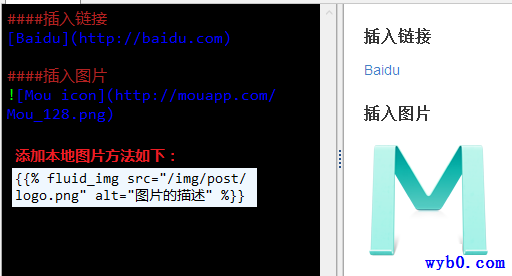 ####插入链接
[Baidu](http://baidu.com)
####插入图片
![Mou icon](http://mouapp.com/
Mou_128.png)
添加本地图片方法如下：
{{% fluid_img src="/img/post/
logo.png" alt="图片的描述" %}}
插入链接
Baidu
插入图片
wyb0.com